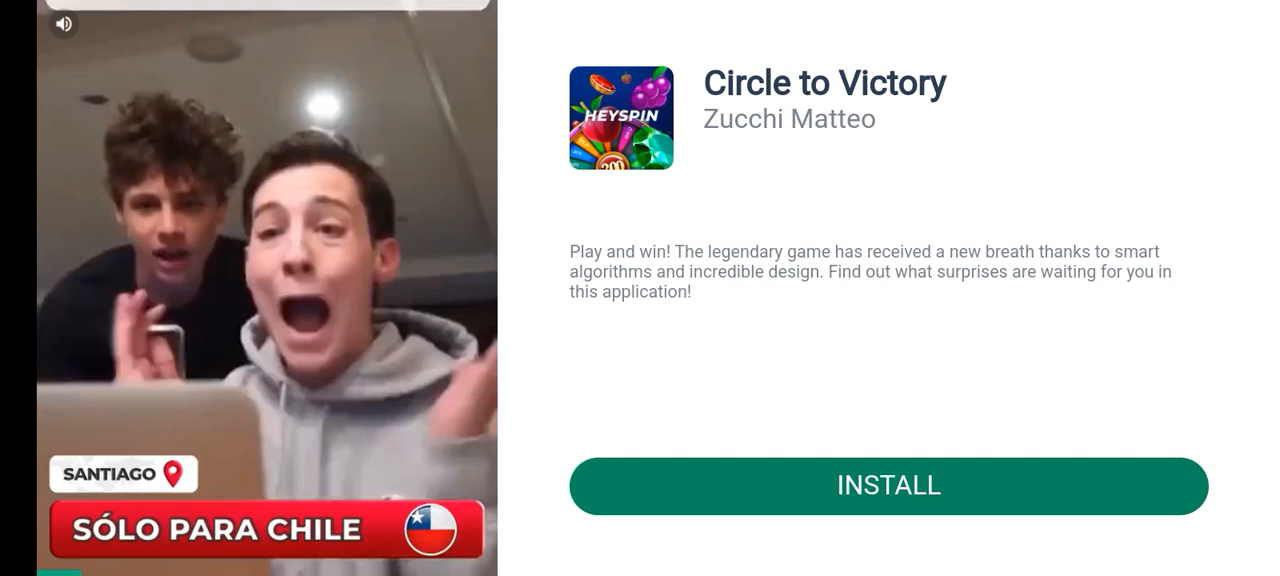 SANTIAGO
SÓLO PARA CHILE
HEYSPIN
200
Circle to Victory
Zucchi Matteo
Play and win! The legendary game has received a new breath thanks to smart
algorithms and incredible design. Find out what surprises are waiting for you in
this application!
INSTALL